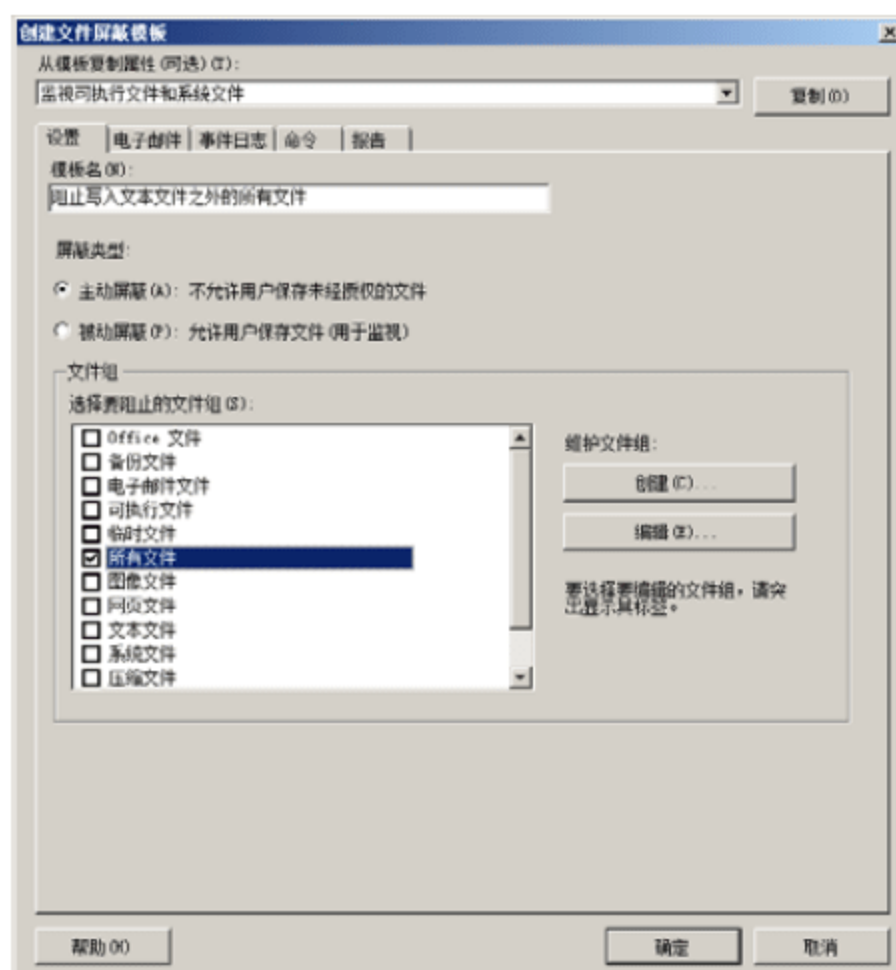 创建文件屏蔽模板
从模板复制属性(可选)(T):
监视可执行文件和系统文件
复制(O)
设置 电子邮件 事件日志 命令 报告
模板名(N):
阻止写入文本文件之外的所有文件
屏蔽类型:
主动屏蔽(A): 不允许用户保存未经授权的文件
被动屏蔽(P): 允许用户保存文件(用于监视)
文件组
选择要阻止的文件组(S):
Office 文件
备份文件
电子邮件文件
可执行文件
临时文件
所有文件
图像文件
网页文件
文本文件
系统文件
压缩文件
维护文件组:
创建(C)...
编辑(E)...
要选择要编辑的文件组，请突
出显示其标签。
帮助(H)
确定
取消